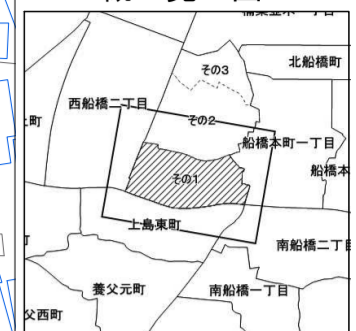 その3
北船橋町
西船橋二丁目
町
その2
船橋本町一丁目
船橋本
その1
上島東町
南船橋二丁目
養父元町
南船橋一丁目
父西町